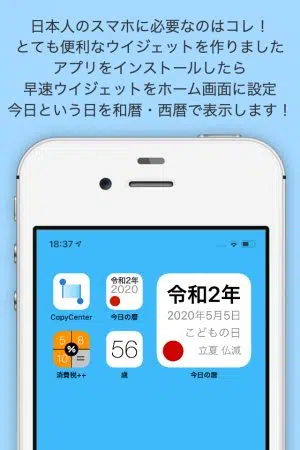 日本人のスマホに必要なのはコレ！
とても便利なウイジェットを作りました
アプリをインストールしたら
早速ウイジェットをホーム画面に設定
今日という日を和暦・西暦で表示します！
18:37
令和2年
2020
令和2年
2020年5月5日
こどもの日
立夏 仏滅
CopyCenter
今日の暦
5 8
% 
10 =
56
消費税++
歳
今日の暦